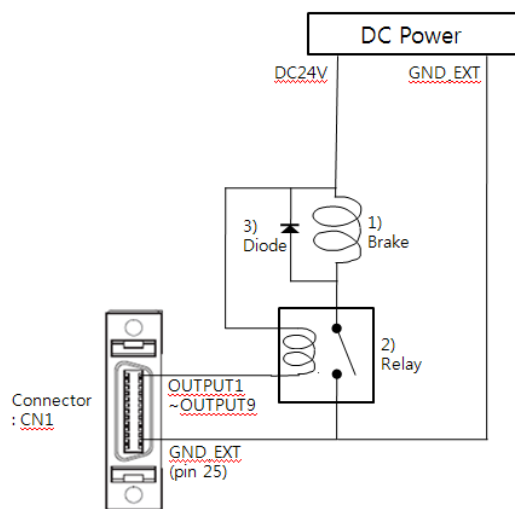 DC Power
DC24V
GND_EXT
3)
Diode
1)
Brake
2)
Relay
Connector
: CN1
OUTPUT1
~OUTPUT9
GND_EXT
(pin 25)